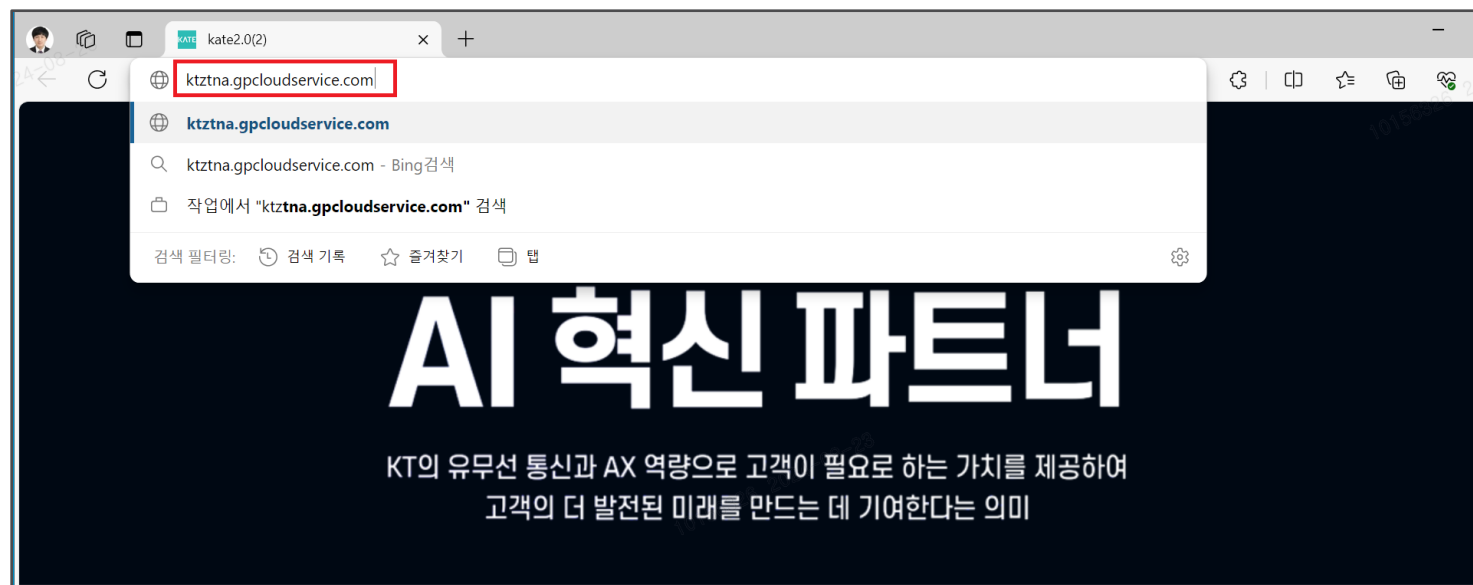 KATE kate2.0(2)
ktztna.gpcloudservice.com
ktztna.gpcloudservice.com
ktztna.gpcloudservice.com - Bing검색
작업에서 "ktztna.gpcloudservice.com" 검색
검색 필터링: 검색 기록 즐겨찾기 탭
AI 혁신 파트너
KT의 유무선 통신과 AX 역량으로 고객이 필요로 하는 가치를 제공하여
고객의 더 발전된 미래를 만드는 데 기여한다는 의미